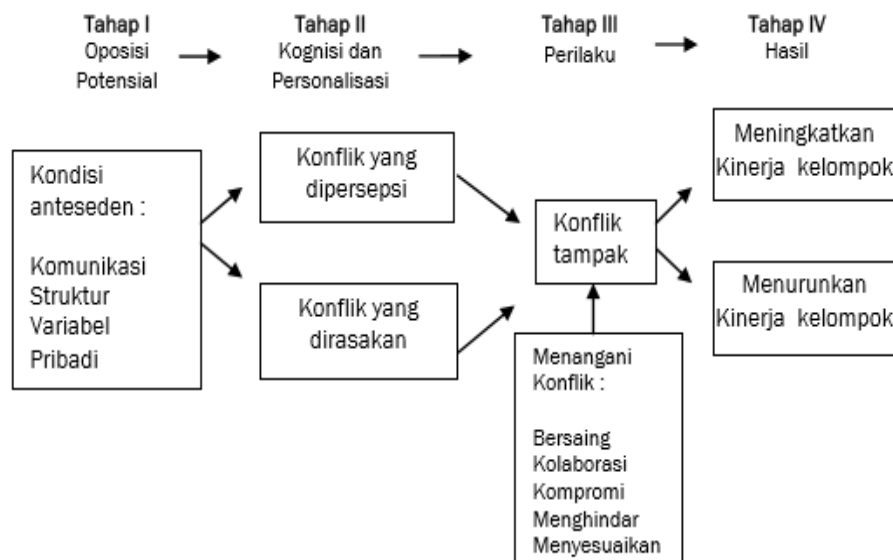 Tahap I
Oposisi
Potensial
Tahap II
Kognisi dan
Personalisasi
Tahap III
Perilaku
Tahap IV
Hasil
Kondisi
anteseden :
Komunikasi
Struktur
Variabel
Pribadi
Konflik yang
dipersepsi
Konflik yang
dirasakan
Konflik
tampak
Menangani
Konflik :
Bersaing
Kolaborasi
Kompromi
Menghindar
Menyesuaikan
Meningkatkan
Kinerja kelompok
Menurunkan
Kinerja kelompok